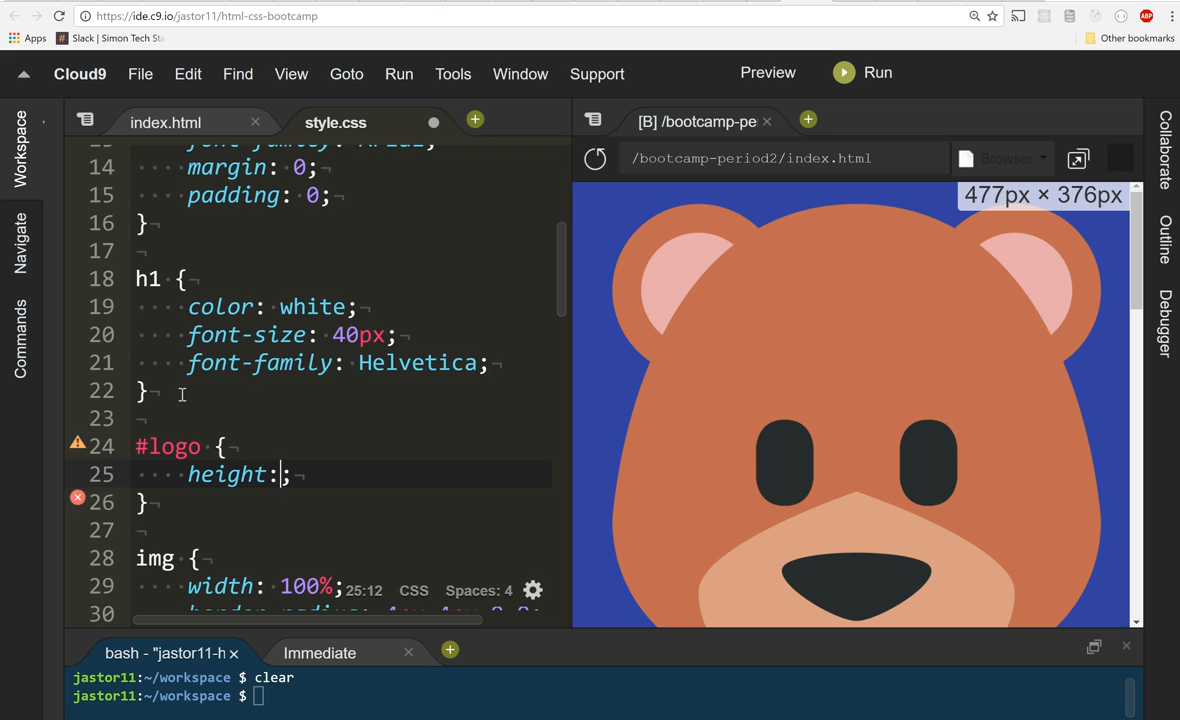 https://ide.c9.io/jastor11/html-css-bootcamp
ABP
Apps
# Slack | Simon Tech
Other bookmarks
Cloud9 File Edit Find View Goto Run Tools Window Support Preview Run
Workspace
Navigate
Commands
index.html
style.css
[B] /bootcamp-pe
/bootcamp-period2/index.html
Browser
477px × 376px
14 margin: 0;
15 padding: 0;
16 }
17
18 h1 {
19 color: white;
20 font-size: 40px;
21 font-family: Helvetica;
22 }
23
24 #logo {
25 height:;
26 }
27
28 img {
29 width: 100%;
30
25:12 CSS Spaces: 4
Collaborate
Outline
Debugger
bash - "jastor11-h
Immediate
jastor11:~/workspace $ clear
jastor11:~/workspace $